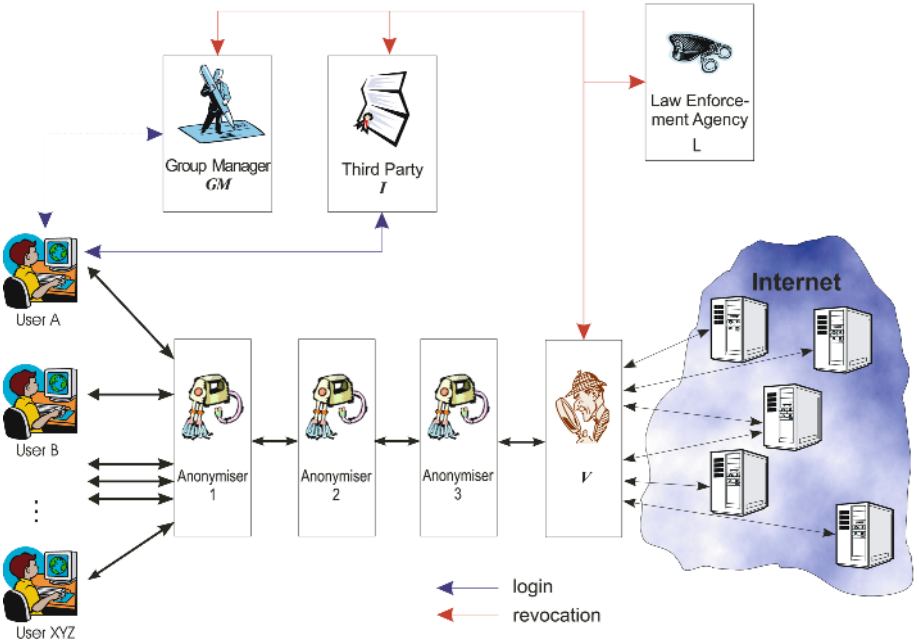 Law Enforce-
ment Agency
L
Group Manager
GM
Third Party
I
User A
Internet
User B
Anonymiser
1
Anonymiser
2
Anonymiser
3
V
⋮
User XYZ
login
revocation